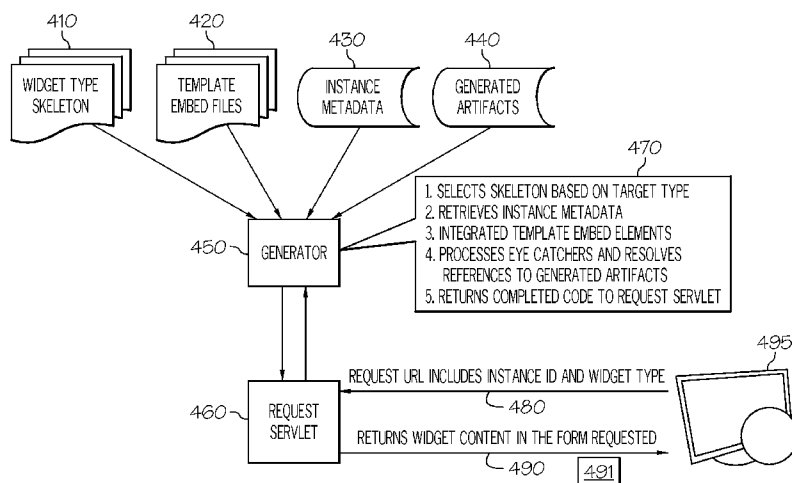 410
420
430
440
WIDGET TYPE
SKELETON
TEMPLATE
EMBED FILES
INSTANCE
METADATA
GENERATED
ARTIFACTS
470
1. SELECTS SKELETON BASED ON TARGET TYPE
2. RETRIEVES INSTANCE METADATA
3. INTEGRATED TEMPLATE EMBED ELEMENTS
4. PROCESSES EYE CATCHERS AND RESOLVES
REFERENCES TO GENERATED ARTIFACTS
5. RETURNS COMPLETED CODE TO REQUEST SERVLET
450
GENERATOR
495
REQUEST URL INCLUDES INSTANCE ID AND WIDGET TYPE
480
460
REQUEST
SERVLET
RETURNS WIDGET CONTENT IN THE FORM REQUESTED
490
491